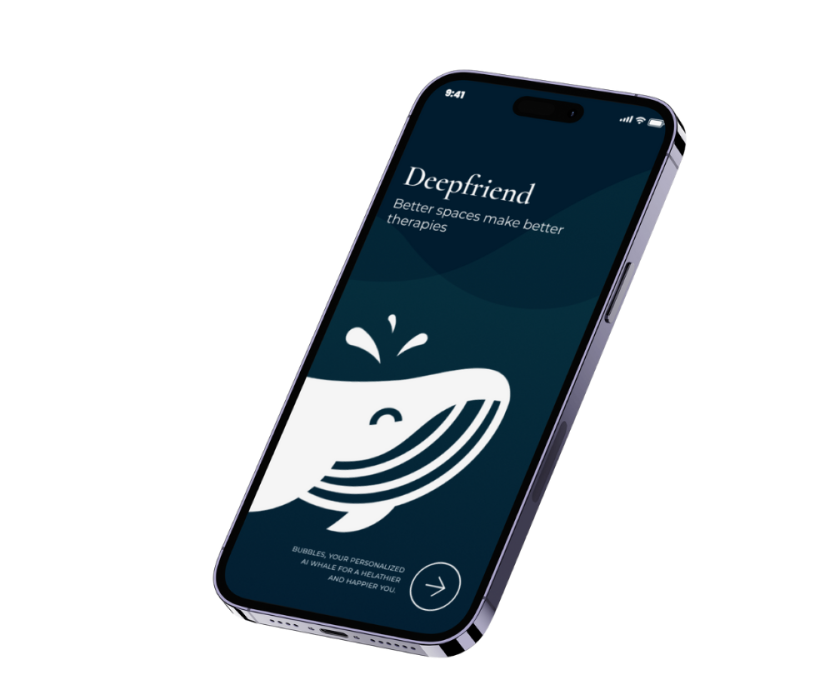 9:41
Deepfriend
Better spaces make better
therapies
BUBBLES, YOUR PERSONALIZED
AI WHALE FOR A HELATHIER
AND HAPPIER YOU.